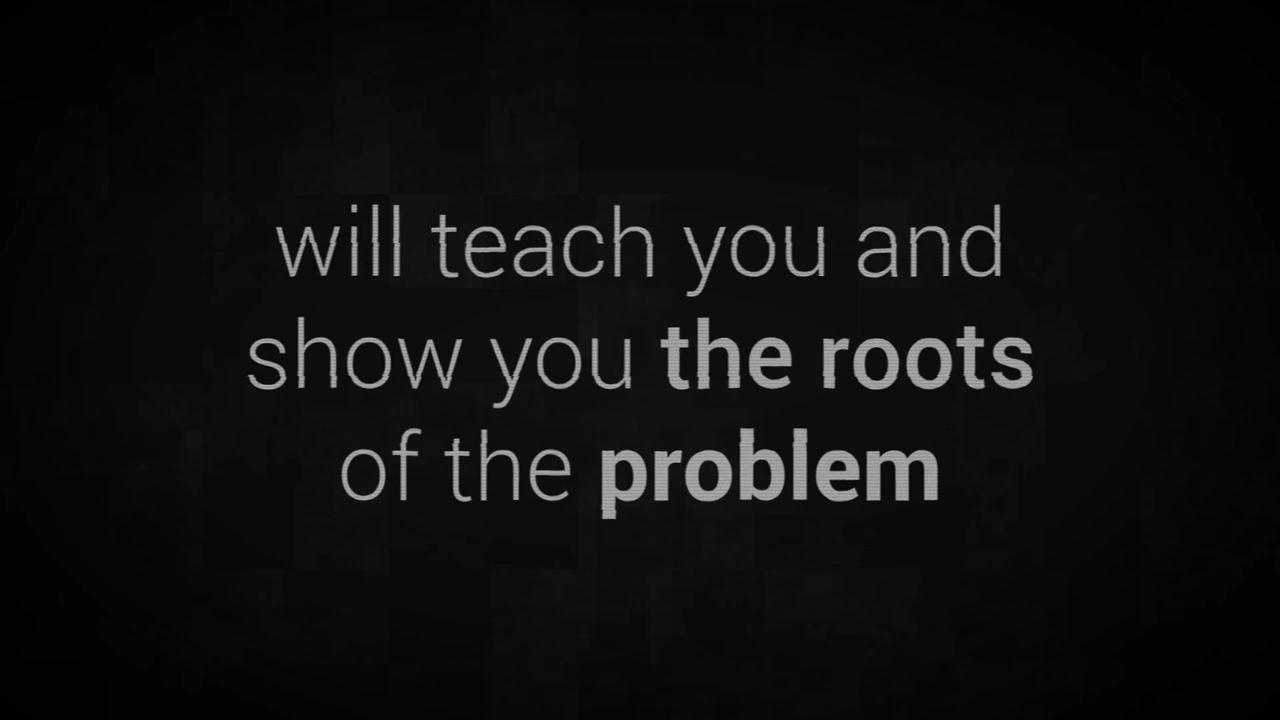 will teach you and
show you the roots
of the problem